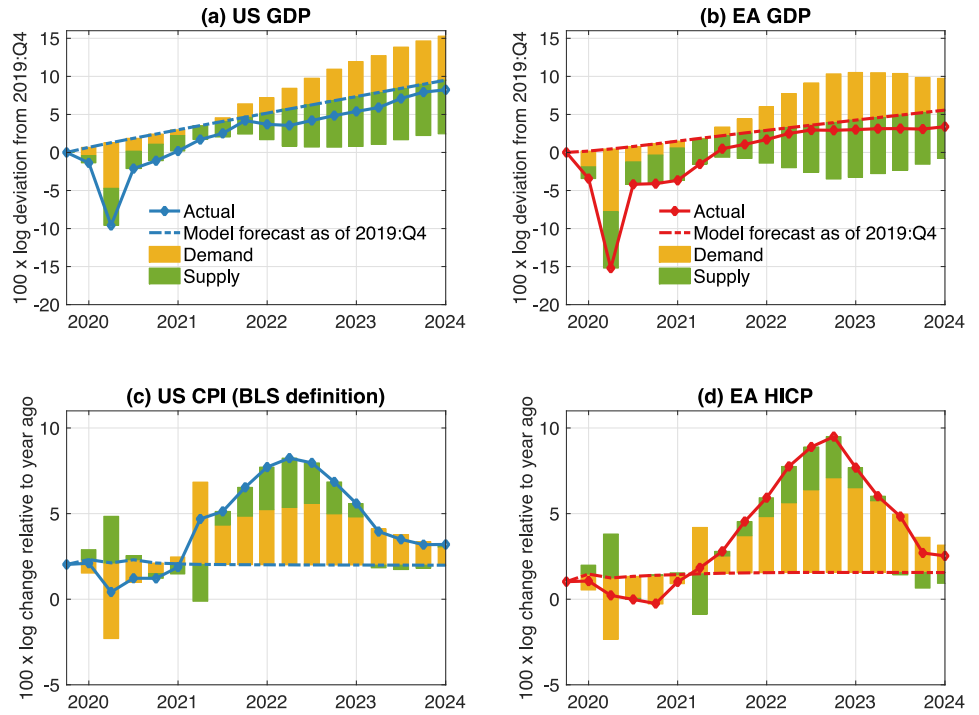 (a) US GDP
100 x log deviation from 2019:Q4
15
10
5
0
-5
-10
-15
-20
Actual
Model forecast as of 2019:Q4
Demand
Supply
2020 2021 2022 2023 2024
(b) EA GDP
100 x log deviation from 2019:Q4
15
10
5
0
-5
-10
-15
-20
Actual
Model forecast as of 2019:Q4
Demand
Supply
2020 2021 2022 2023 2024
(c) US CPI (BLS definition)
100 x log change relative to year ago
10
5
0
-5
2020 2021 2022 2023 2024
(d) EA HICP
100 x log change relative to year ago
10
5
0
-5
2020 2021 2022 2023 2024